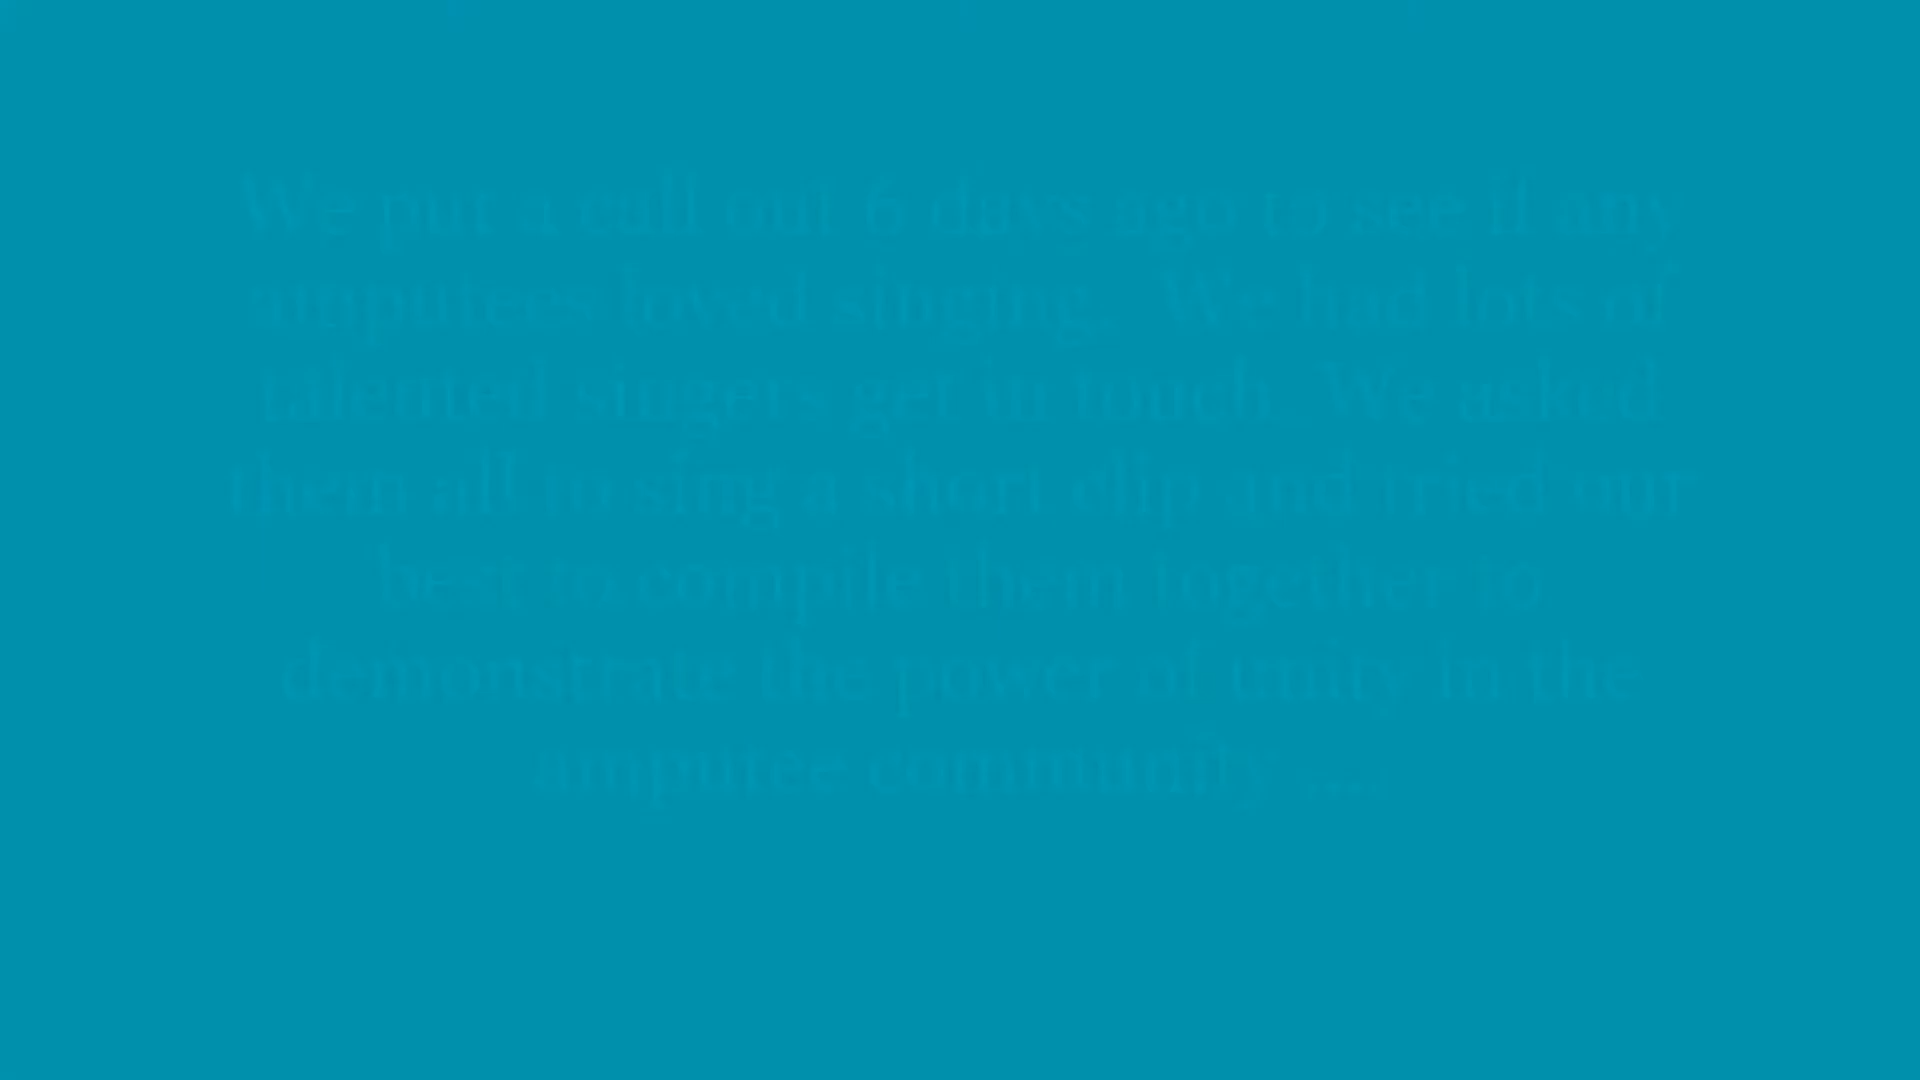 We put a call out 6 days ago to see if any
amputees loved singing. We had lots of
talented singers get in touch. We asked
them all to sing a short clip and tried our
best to compile them together to
demonstrate the power of unity in the
amputee community ...